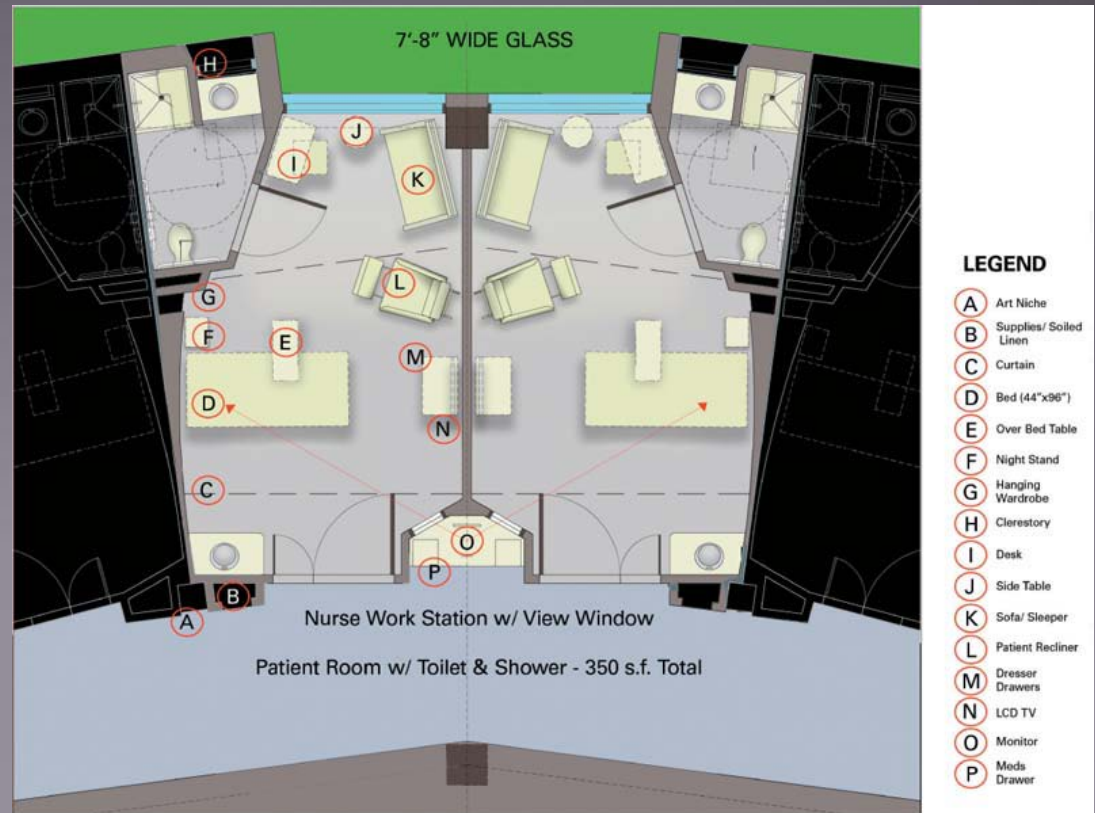 7'-8" WIDE GLASS
H
J
I
K
L
G
F
E
M
D
N
C
O
P
B
A
Nurse Work Station w/ View Window
Patient Room w/ Toilet & Shower - 350 s.f. Total
LEGEND
A Art Niche
B Supplies/ Soiled
Linen
C Curtain
D Bed (44"x96")
E Over Bed Table
F Night Stand
G Hanging
Wardrobe
H Clerestory
I Desk
J Side Table
K Sofa/ Sleeper
L Patient Recliner
M Dresser
Drawers
N LCD TV
O Monitor
P Meds
Drawer